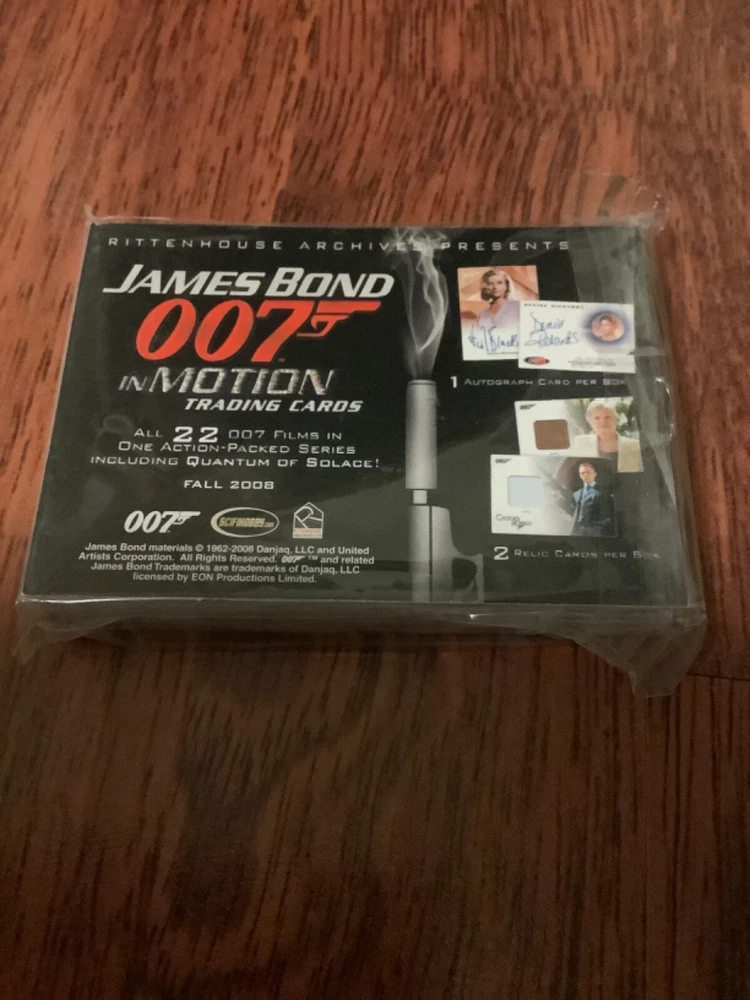 RITTENHOUSE ARCHIVES PRESENTS
JAMES BOND
007
IN MOTION
TRADING CARDS
ALL 22 007 FILMS IN
ONE ACTION-PACKED SERIES
INCLUDING QUANTUM OF SOLACE!
FALL 2008
007 SCIFIHOBBY.COM
James Bond materials © 1962-2008 Danjaq, LLC and United
Artists Corporation. All Rights Reserved. 007 ™ and related
James Bond Trademarks are trademarks of Danjaq, LLC
licensed by EON Productions Limited.
1 AUTOGRAPH CARD PER BOX
2 RELIC CARDS PER BOX